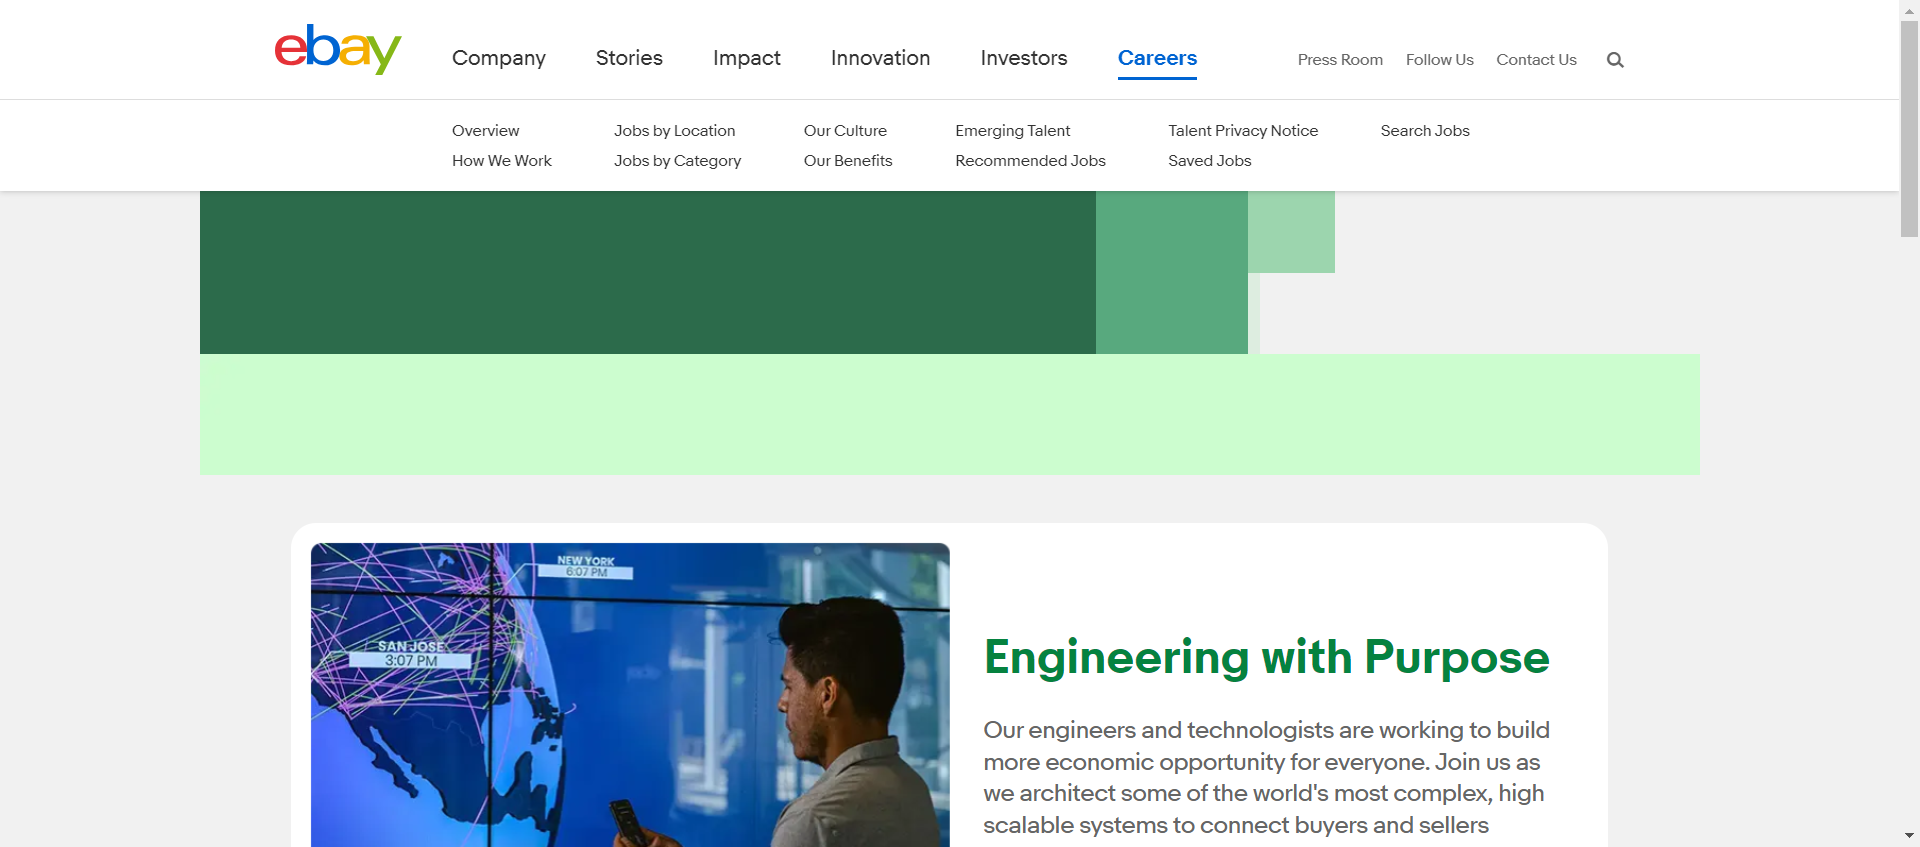 ebay
Company Stories Impact Innovation Investors Careers Press Room Follow Us Contact Us
Overview Jobs by Location Our Culture Emerging Talent Talent Privacy Notice Search Jobs
How We Work Jobs by Category Our Benefits Recommended Jobs Saved Jobs
NEW YORK
6:07 PM
SAN JOSE
3:07 PM
Engineering with Purpose
Our engineers and technologists are working to build
more economic opportunity for everyone. Join us as
we architect some of the world's most complex, high
scalable systems to connect buyers and sellers